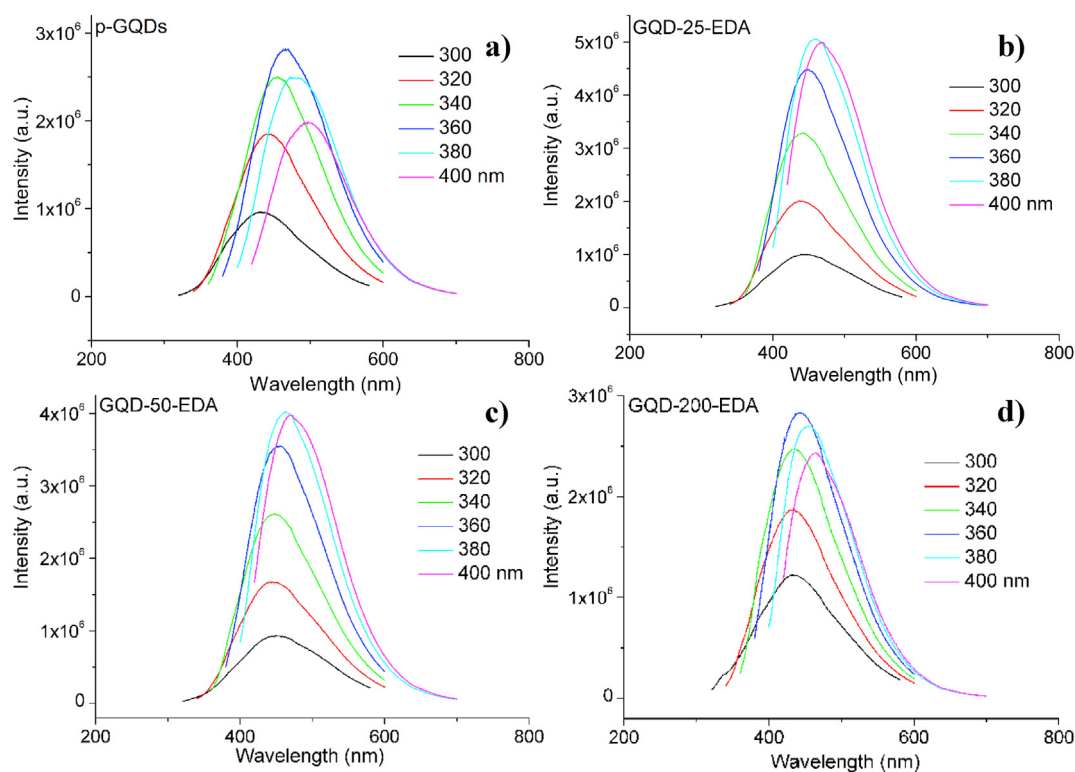 p-GQDs
a)
3x10⁶
2x10⁶
1x10⁶
0
Intensity (a.u.)
300
320
340
360
380
400 nm
200
400
600
800
Wavelength (nm)
GQD-25-EDA
b)
5x10⁶
4x10⁶
3x10⁶
2x10⁶
1x10⁶
0
Intensity (a.u.)
300
320
340
360
380
400 nm
200
400
600
800
Wavelength (nm)
GQD-50-EDA
c)
4x10⁶
3x10⁶
2x10⁶
1x10⁶
0
Intensity (a.u.)
300
320
340
360
380
400 nm
200
400
600
800
Wavelength (nm)
GQD-200-EDA
d)
3x10⁶
2x10⁶
1x10⁶
0
Intensity (a.u.)
300
320
340
360
380
400 nm
200
400
600
800
Wavelength (nm)